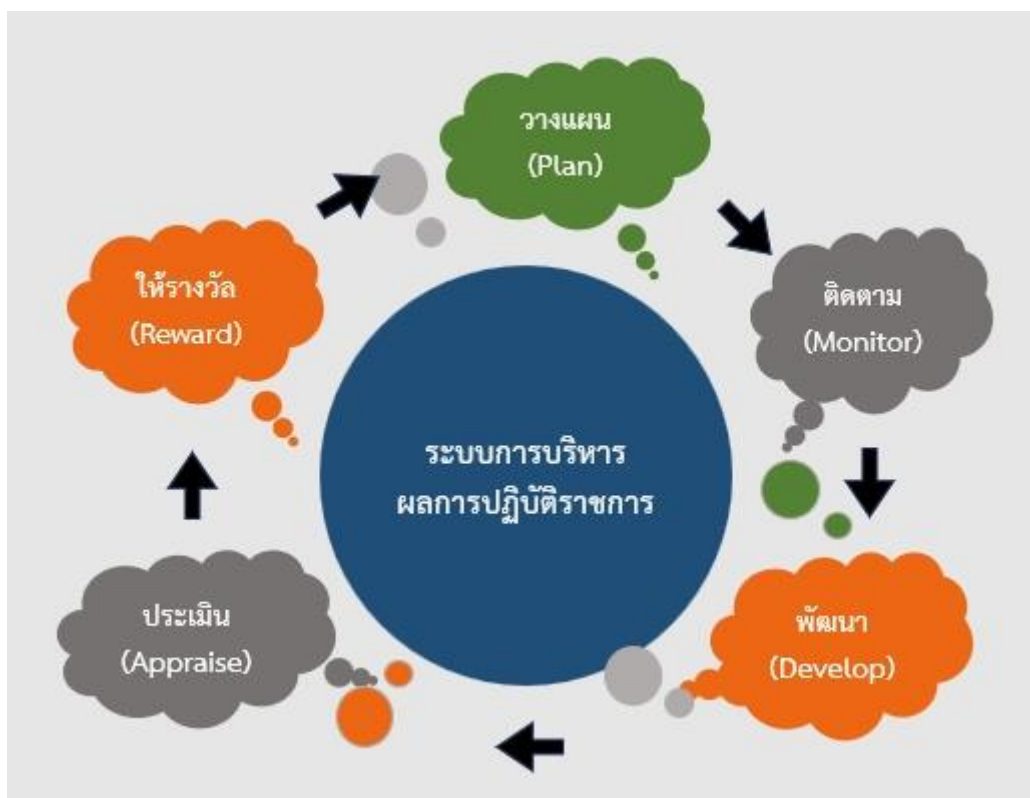 วางแผน
(Plan)
ติดตาม
(Monitor)
พัฒนา
(Develop)
ประเมิน
(Appraise)
ให้รางวัล
(Reward)
ระบบการบริหาร
ผลการปฏิบัติราชการ